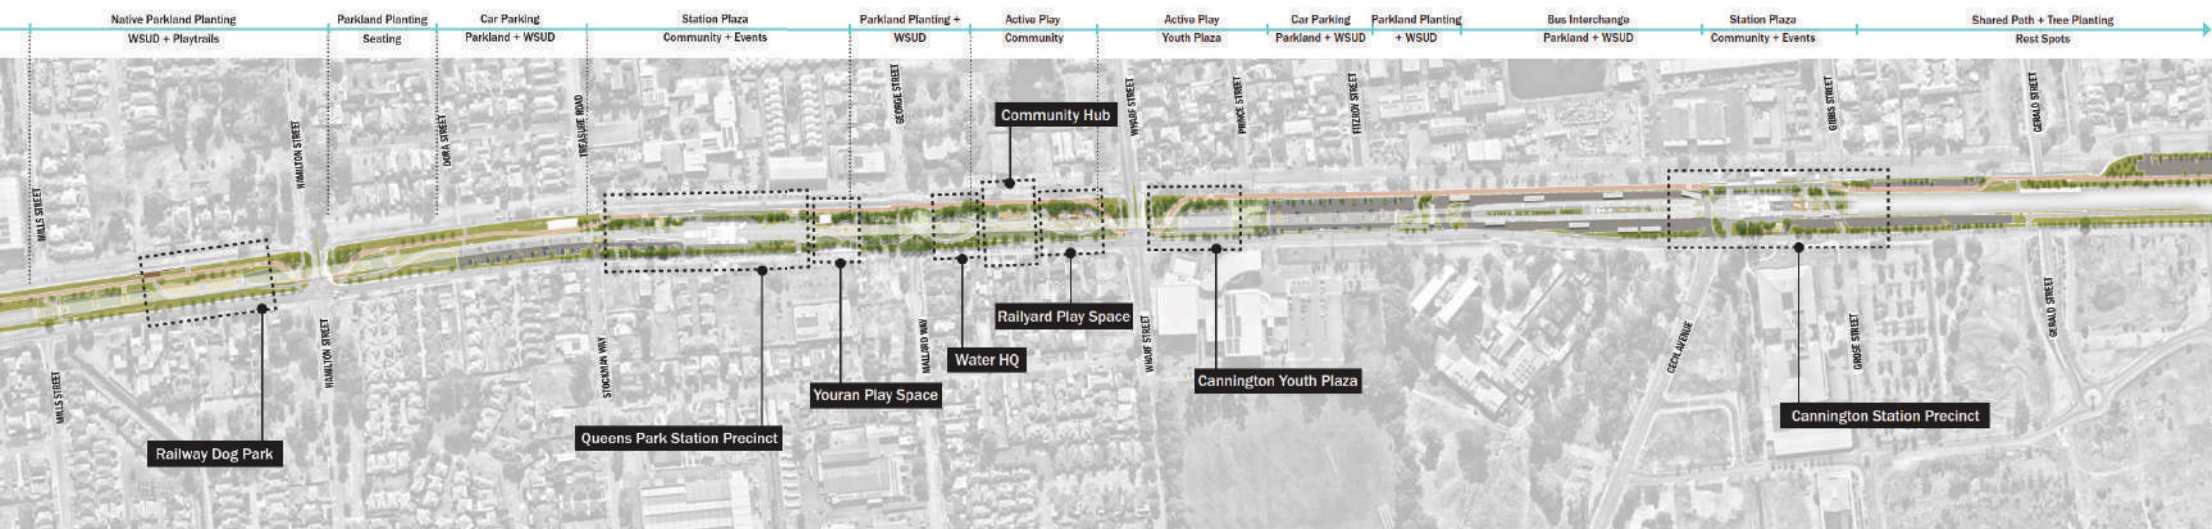 Native Parkland Planting
WSUD + Playtrails
Parkland Planting
Seating
Car Parking
Parkland + WSUD
Station Plaza
Community + Events
Parkland Planting +
WSUD
Active Play
Community
Active Play
Youth Plaza
Car Parking
Parkland + WSUD
Parkland Planting
+ WSUD
Bus Interchange
Parkland + WSUD
Station Plaza
Community + Events
Shared Path + Tree Planting
Rest Spots
MILLS STREET
HAMILTON STREET
DORA STREET
TREASURE ROAD
GEORGE STREET
WHARF STREET
PRINCE STREET
FITZROY STREET
GIBBS STREET
GERALD STREET
Community Hub
Railway Dog Park
Queens Park Station Precinct
Youran Play Space
Water HQ
Railyard Play Space
Cannington Youth Plaza
Cannington Station Precinct
MILLS STREET
HAMILTON STREET
STOCKMAN WAY
MALLARD WAY
WHARF STREET
CECIL AVENUE
GROSE STREET
GERALD STREET